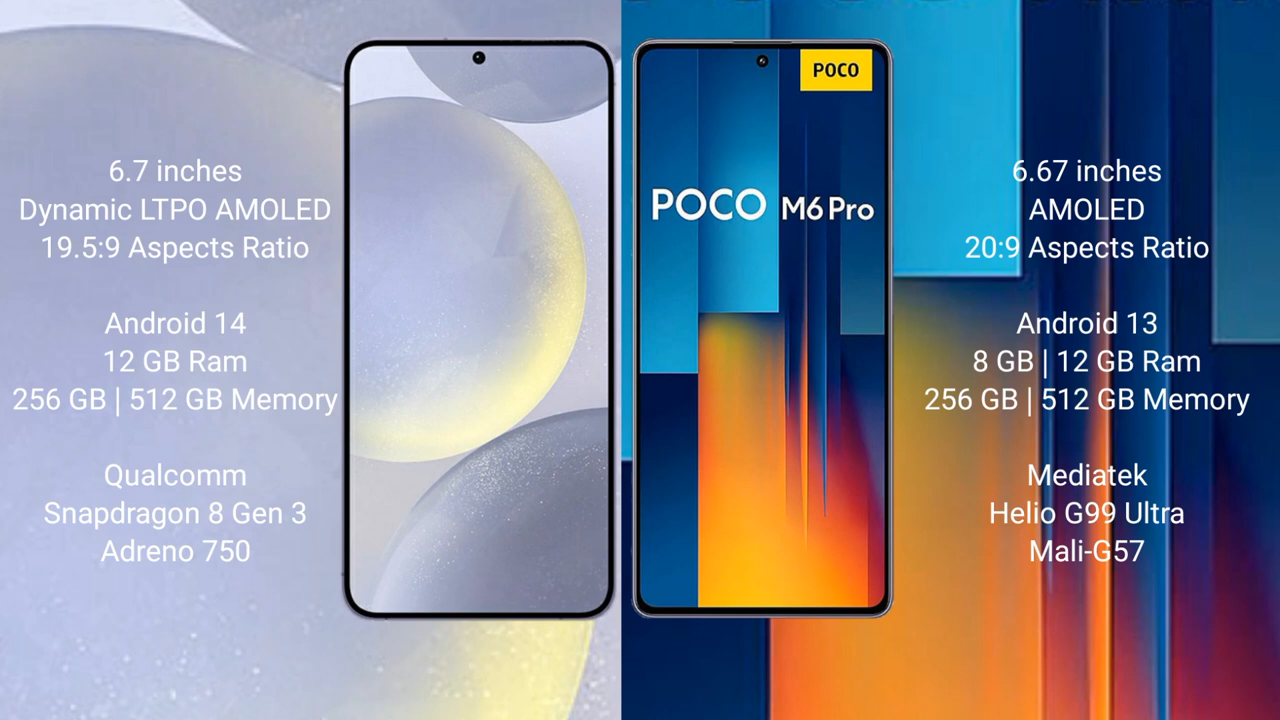 6.7 inches
Dynamic LTPO AMOLED
19.5:9 Aspects Ratio
Android 14
12 GB Ram
256 GB | 512 GB Memory
Qualcomm
Snapdragon 8 Gen 3
Adreno 750
POCO
POCO M6 Pro
6.67 inches
AMOLED
20:9 Aspects Ratio
Android 13
8 GB | 12 GB Ram
256 GB | 512 GB Memory
Mediatek
Helio G99 Ultra
Mali-G57